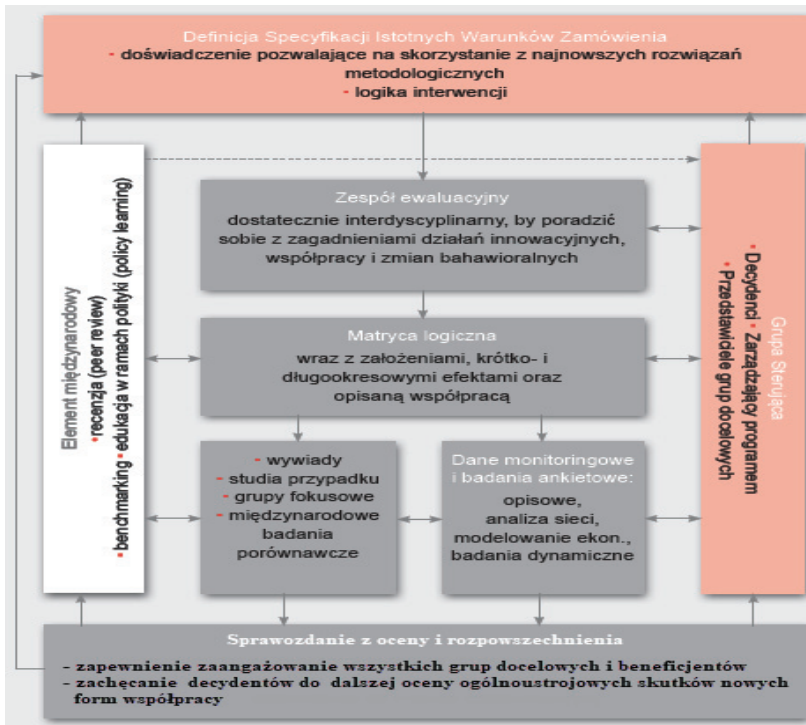 Definicja Specyfikacji Istotnych Warunków Zamówienia
- doświadczenie pozwalające na skorzystanie z najnowszych rozwiązań
metodologicznych
- logika interwencji
Element międzynarodowy
• recenzja (peer review)
• benchmarking • edukacja w ramach polityki (policy learning)
Zespół ewaluacyjny
dostatecznie interdyscyplinarny, by poradzić
sobie z zagadnieniami działań innowacyjnych,
współpracy i zmian bahawioralnych
Matryca logiczna
wraz z założeniami, krótko- i
długookresowymi efektami oraz
opisaną współpracą
- wywiady
- studia przypadku
- grupy fokusowe
- międzynarodowe
badania
porównawcze
Dane monitoringowe
i badania ankietowe:
opisowe,
analiza sieci,
modelowanie ekon.,
badania dynamiczne
Grupa Sterująca
• Decydenci • Zarządzający programem
• Przedstawiciele grup docelowych
Sprawozdanie z oceny i rozpowszechnienia
- zapewnienie zaangażowanie wszystkich grup docelowych i beneficjentów
- zachęcanie decydentów do dalszej oceny ogólnoustrojowych skutków nowych
form współpracy